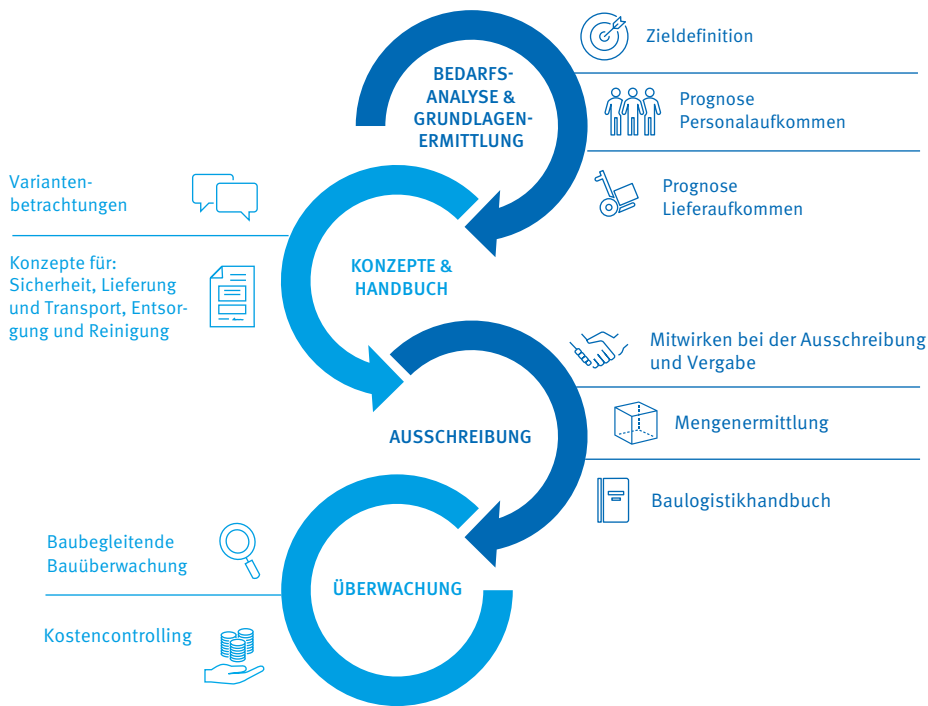 BEDARFS-
ANALYSE &
GRUNDLAGEN-
ERMITTLUNG
Zieldefinition
Prognose
Personalaufkommen
Prognose
Lieferaufkommen
Varianten-
betrachtungen
Konzepte für:
Sicherheit, Lieferung
und Transport, Entsor-
gung und Reinigung
KONZEPTE &
HANDBUCH
Mitwirken bei der Ausschreibung
und Vergabe
AUSSCHREIBUNG
Mengenermittlung
Baulogistikhandbuch
Baubegleitende
Bauüberwachung
ÜBERWACHUNG
Kostencontrolling